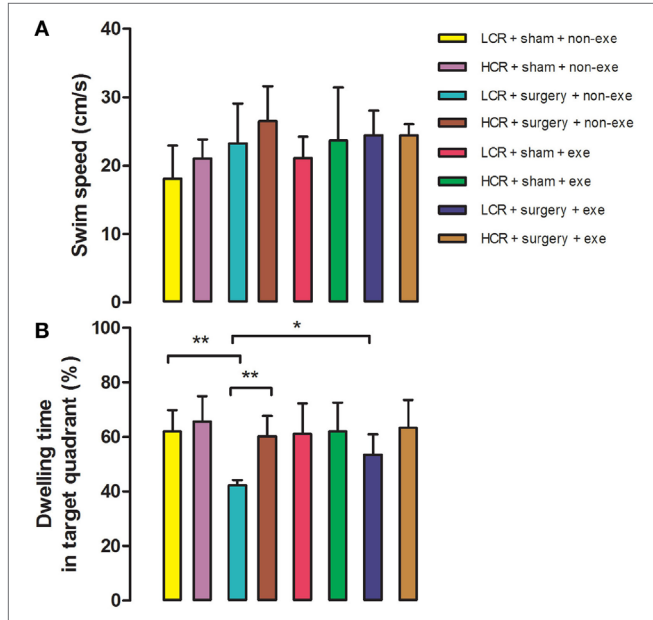 A
Swim speed (cm/s)
40
30
20
10
0
LCR + sham + non-exe
HCR + sham + non-exe
LCR + surgery + non-exe
HCR + surgery + non-exe
LCR + sham + exe
HCR + sham + exe
LCR + surgery + exe
HCR + surgery + exe
B
Dwelling time
in target quadrant (%)
100
80
60
40
20
0
**
**
*